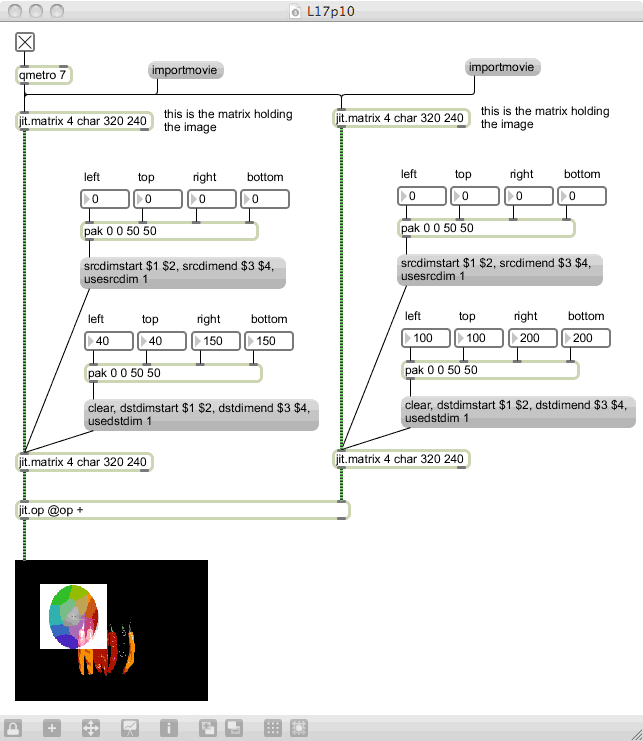 L17p10
qmetro 7
importmovie
importmovie
jit.matrix 4 char 320 240
this is the matrix holding
the image
jit.matrix 4 char 320 240
this is the matrix holding
the image
left top right bottom
0 0 0 0
pak 0 0 50 50
srcdimstart $1 $2, srcdimend $3 $4,
usesrcdim 1
left top right bottom
40 40 150 150
pak 0 0 50 50
clear, dstdimstart $1 $2, dstdimend $3 $4,
usedstdim 1
jit.matrix 4 char 320 240
left top right bottom
0 0 0 0
pak 0 0 50 50
srcdimstart $1 $2, srcdimend $3 $4,
usesrcdim 1
left top right bottom
100 100 200 200
pak 0 0 50 50
clear, dstdimstart $1 $2, dstdimend $3 $4,
usedstdim 1
jit.matrix 4 char 320 240
jit.op @op +